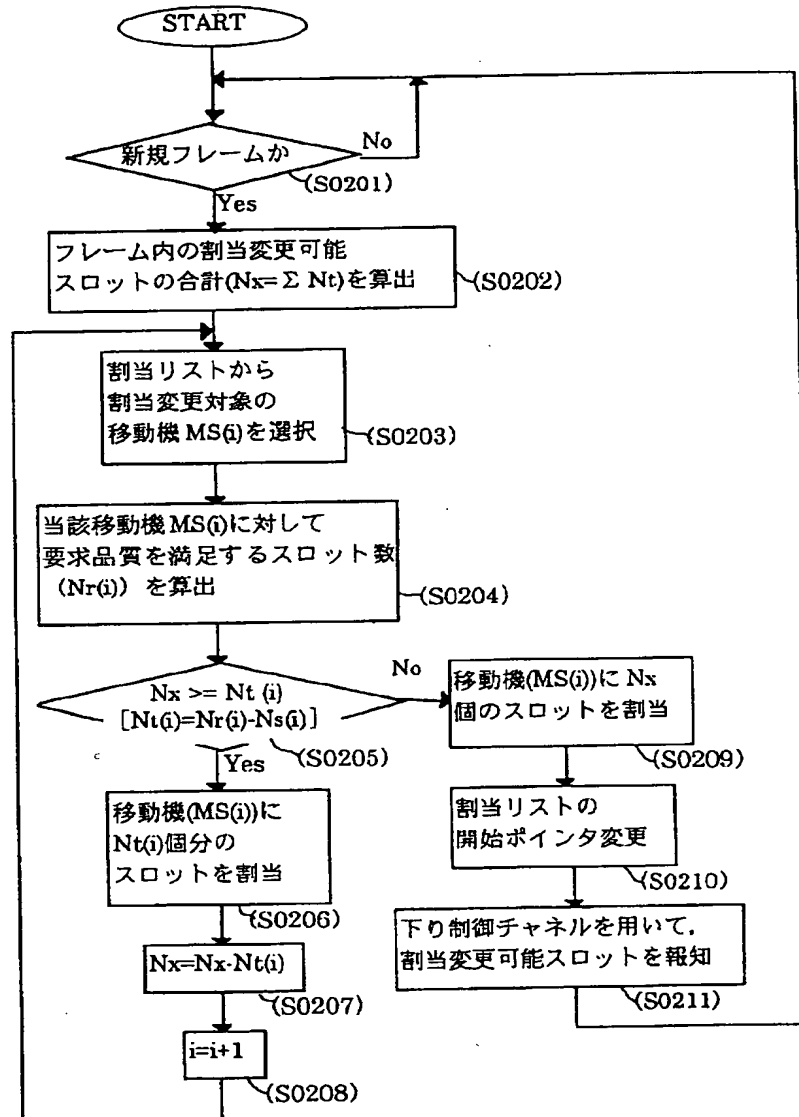 START
新規フレームか
No
(S0201)
Yes
フレーム内の割当変更可能
スロットの合計(Nx=Σ Nt)を算出
(S0202)
割当リストから
割当変更対象の
移動機 MS(i)を選択
(S0203)
当該移動機 MS(i)に対して
要求品質を満足するスロット数
(Nr(i)) を算出
(S0204)
Nx >= Nt (i)
[Nt(i)=Nr(i)-Ns(i)]
No
(S0205)
Yes
移動機(MS(i))に
Nt(i)個分の
スロットを割当
(S0206)
Nx=Nx-Nt(i)
(S0207)
i=i+1
(S0208)
移動機(MS(i))に Nx
個のスロットを割当
(S0209)
割当リストの
開始ポインタ変更
(S0210)
下り制御チャネルを用いて,
割当変更可能スロットを報知
(S0211)